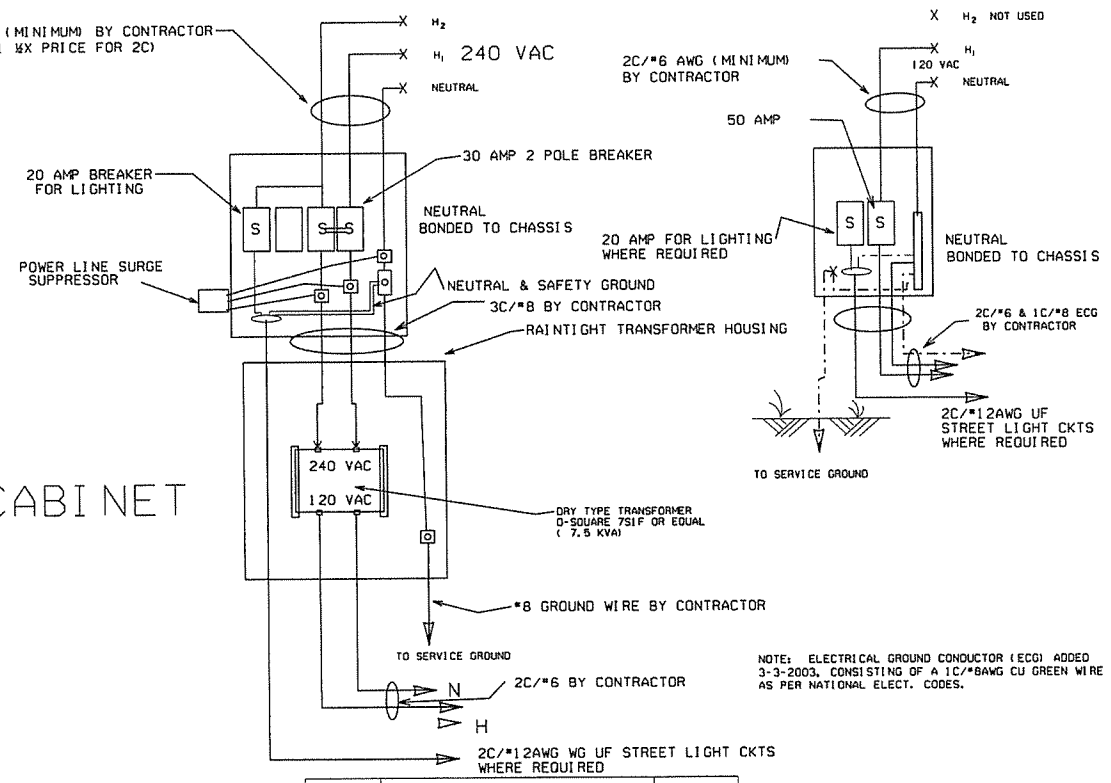 (MINIMUM) BY CONTRACTOR
½X PRICE FOR 2C)
H₂
H₁ 240 VAC
NEUTRAL
20 AMP BREAKER
FOR LIGHTING
30 AMP 2 POLE BREAKER
S
S
S
NEUTRAL
BONDED TO CHASSIS
POWER LINE SURGE
SUPPRESSOR
NEUTRAL & SAFETY GROUND
3C/#8 BY CONTRACTOR
RAINTIGHT TRANSFORMER HOUSING
240 VAC
120 VAC
CABINET
DRY TYPE TRANSFORMER
D-SQUARE 7S1F OR EQUAL
( 7.5 KVA)
#8 GROUND WIRE BY CONTRACTOR
TO SERVICE GROUND
N
2C/#6 BY CONTRACTOR
H
2C/#12AWG WG UF STREET LIGHT CKTS
WHERE REQUIRED
H₂ NOT USED
H₁
120 VAC
NEUTRAL
2C/#6 AWG (MINIMUM)
BY CONTRACTOR
50 AMP
S
S
20 AMP FOR LIGHTING
WHERE REQUIRED
NEUTRAL
BONDED TO CHASSIS
2C/#6 & 1C/#8 ECG
BY CONTRACTOR
2C/#12AWG UF
STREET LIGHT CKTS
WHERE REQUIRED
TO SERVICE GROUND
NOTE: ELECTRICAL GROUND CONDUCTOR (ECG) ADDED
3-3-2003, CONSISTING OF A 1C/#8AWG CU GREEN WIRE
AS PER NATIONAL ELECT. CODES.